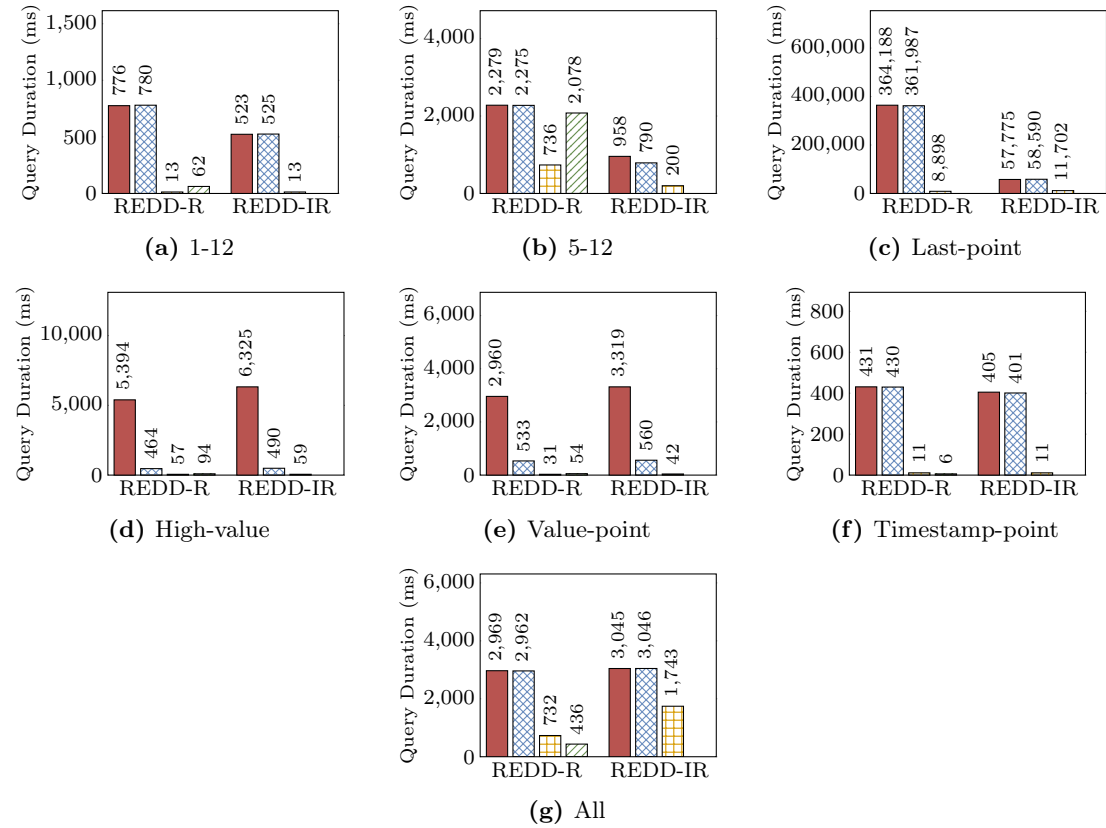 Query Duration (ms)
1,500
1,000
500
0
776
780
13
62
523
525
13
REDD-R
REDD-IR
(a) 1-12
Query Duration (ms)
4,000
2,000
0
2,279
2,275
736
2,078
958
790
200
REDD-R
REDD-IR
(b) 5-12
Query Duration (ms)
600,000
400,000
200,000
0
364,188
361,987
8,898
57,775
58,590
11,702
REDD-R
REDD-IR
(c) Last-point
Query Duration (ms)
10,000
5,000
0
5,394
464
57
94
6,325
490
59
REDD-R
REDD-IR
(d) High-value
Query Duration (ms)
6,000
4,000
2,000
0
2,960
533
31
54
3,319
560
42
REDD-R
REDD-IR
(e) Value-point
Query Duration (ms)
800
600
400
200
0
431
430
11
6
405
401
11
REDD-R
REDD-IR
(f) Timestamp-point
Query Duration (ms)
6,000
4,000
2,000
0
2,969
2,962
732
436
3,045
3,046
1,743
REDD-R
REDD-IR
(g) All